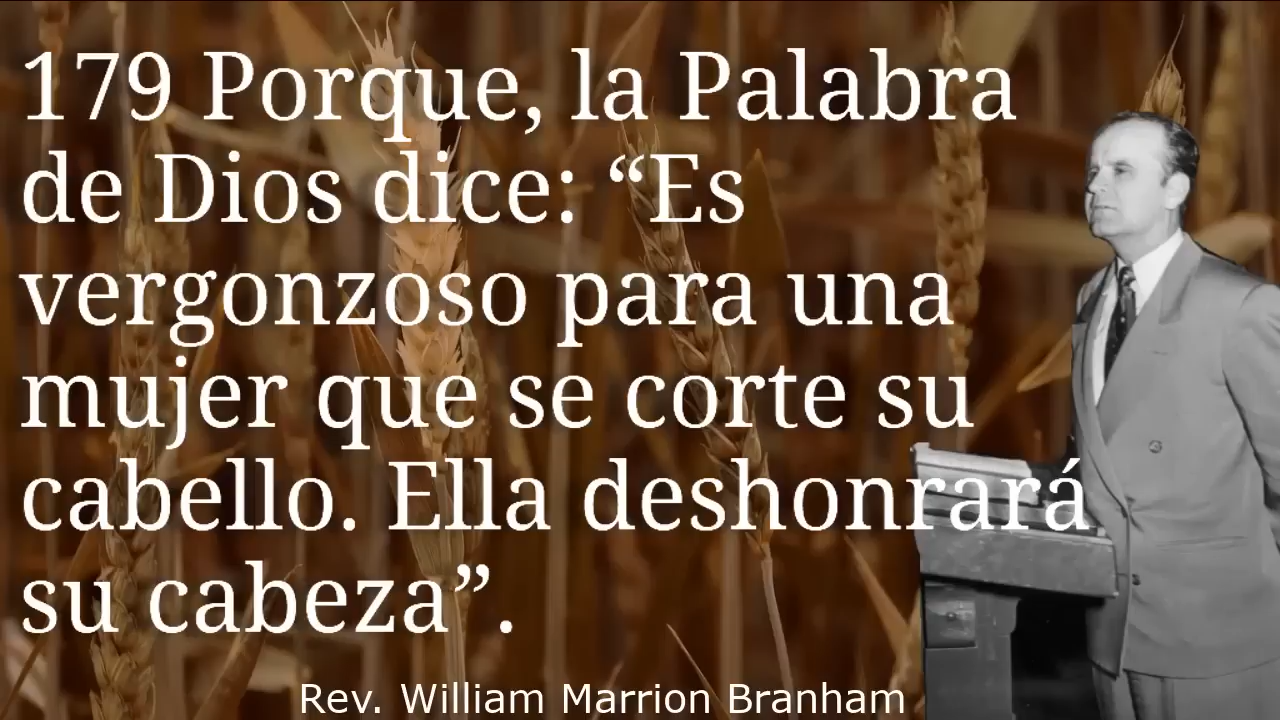 179 Porque, la Palabra
de Dios dice: “Es
vergonzoso para una
mujer que se corte su
cabello. Ella deshonrará
su cabeza”.
Rev. William Marrion Branham